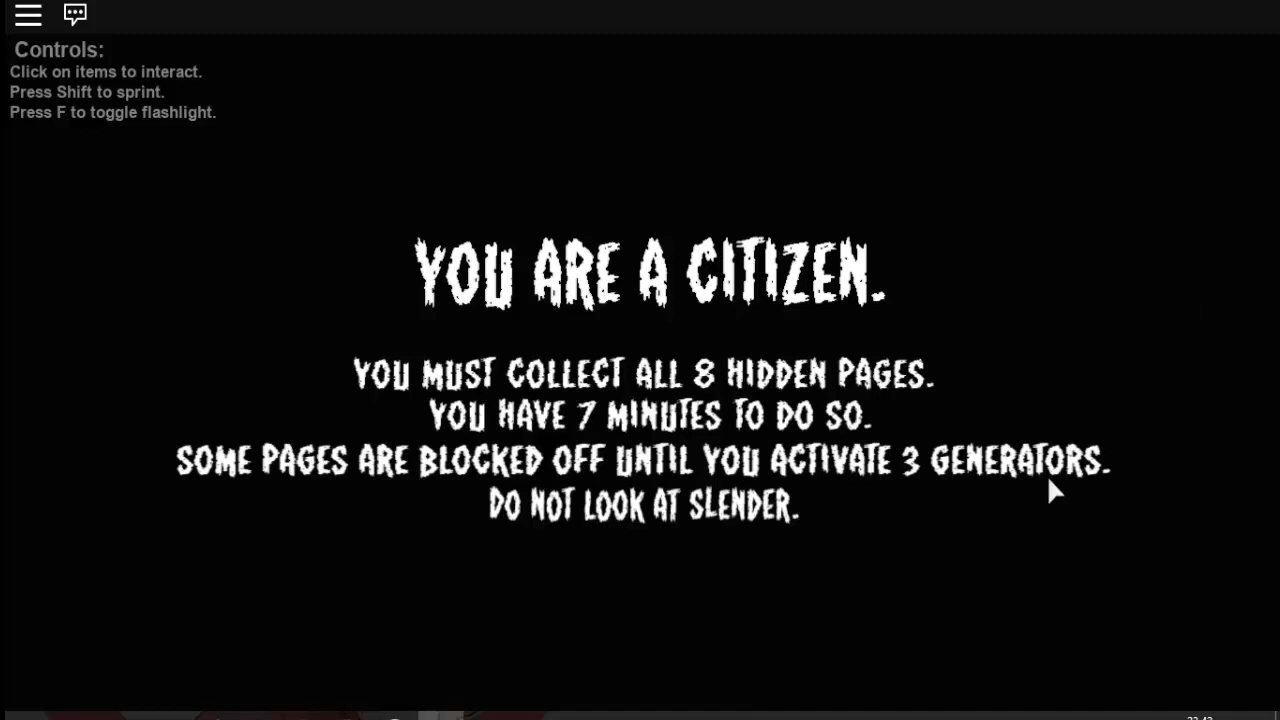 Controls:
Click on items to interact.
Press Shift to sprint.
Press F to toggle flashlight.
YOU ARE A CITIZEN.
YOU MUST COLLECT ALL 8 HIDDEN PAGES.
YOU HAVE 7 MINUTES TO DO SO.
SOME PAGES ARE BLOCKED OFF UNTIL YOU ACTIVATE 3 GENERATORS.
DO NOT LOOK AT SLENDER.